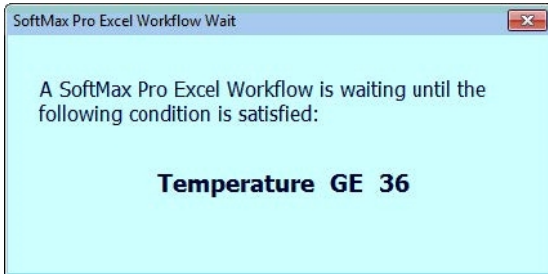 SoftMax Pro Excel Workflow Wait
A SoftMax Pro Excel Workflow is waiting until the
following condition is satisfied:
Temperature GE 36